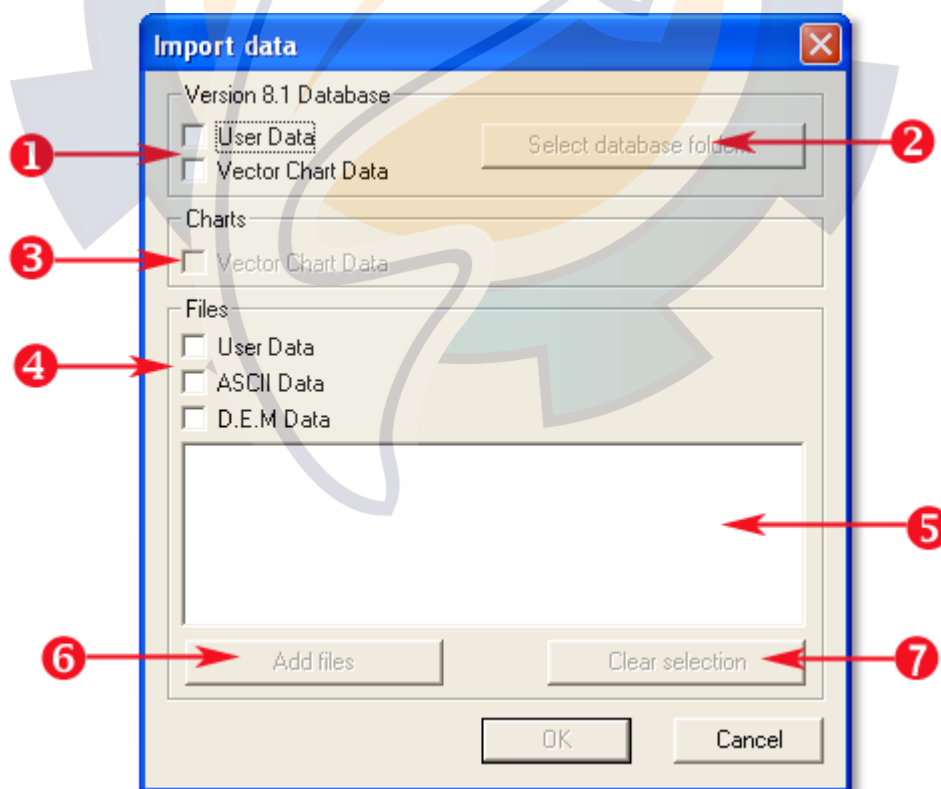 Import data
Version 8.1 Database
1
User Data
Select database folder
2
Vector Chart Data
Charts
3
Vector Chart Data
Files
4
User Data
ASCII Data
D.E.M Data
5
6
Add files
Clear selection
7
OK
Cancel